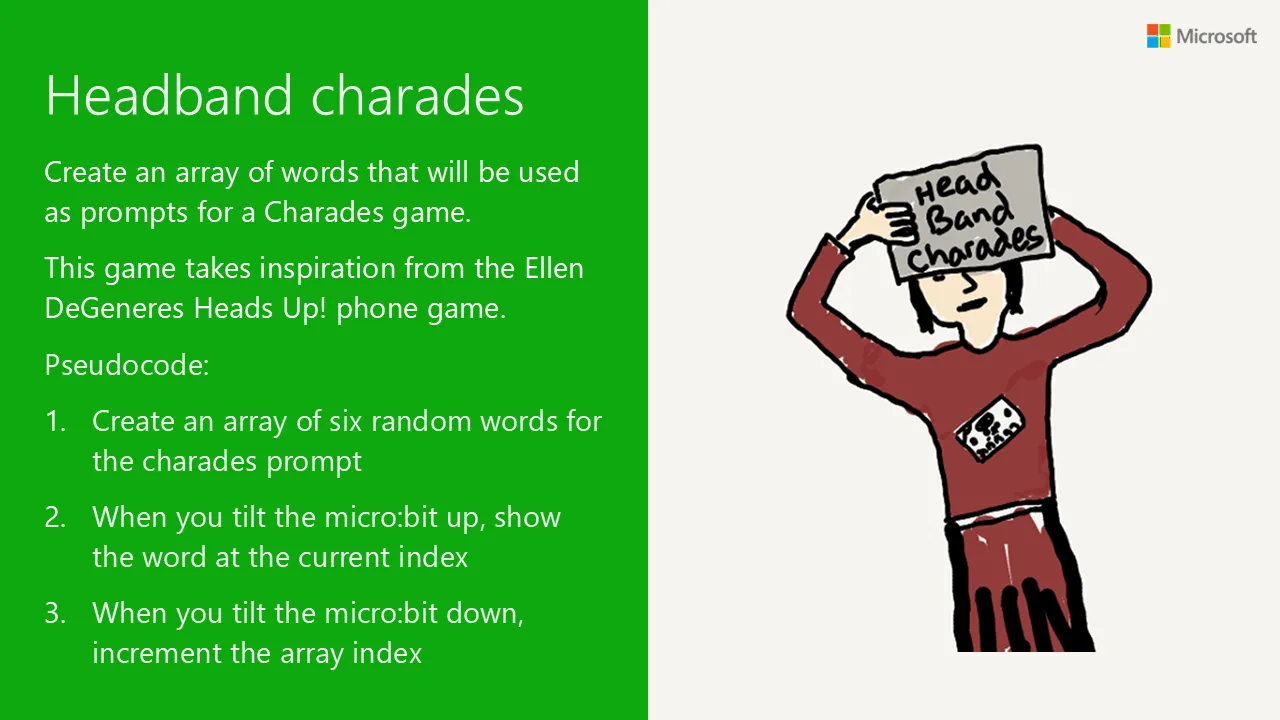 Microsoft
Headband charades
Create an array of words that will be used
as prompts for a Charades game.
This game takes inspiration from the Ellen
DeGeneres Heads Up! phone game.
Pseudocode:
1. Create an array of six random words for
the charades prompt
2. When you tilt the micro:bit up, show
the word at the current index
3. When you tilt the micro:bit down,
increment the array index
Head
Band
charades